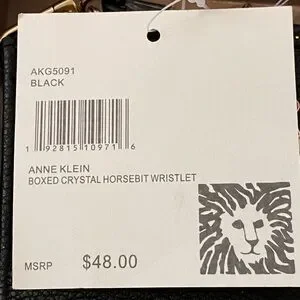 AKG5091
BLACK
1 92815 10971 6
ANNE KLEIN
BOXED CRYSTAL HORSEBIT WRISTLET
MSRP $48.00